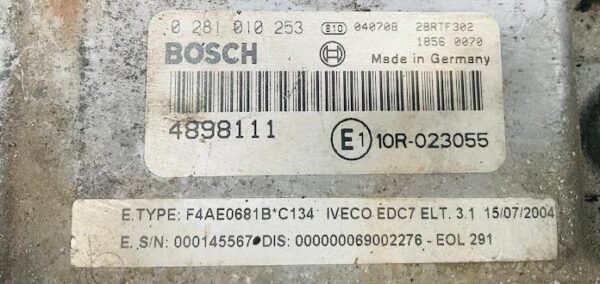 0 281 010 253 810 040708 28RTF302
1856 0070
BOSCH Made in Germany
4898111 E1 10R-023055
E.TYPE: F4AE0681B*C134 IVECO EDC7 ELT. 3.1 15/07/2004
E. S/N: 000145567 DIS: 000000069002276 - EOL 291